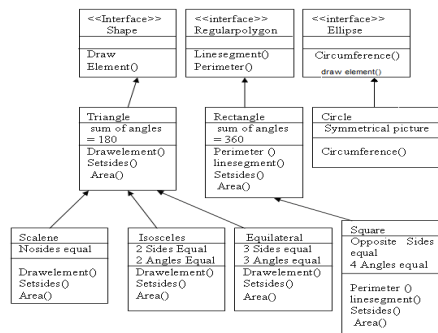 <<Interface>>
Shape
Draw
Element()
<<interface>>
Regularpolygon
Linesegment()
Perimeter()
<<interface>>
Ellipse
Circumference()
draw element()
Triangle
sum of angles
= 180
Drawelement()
Setsides()
Area()
Rectangle
sum of angles
= 360
Perimeter ()
linesegment()
Setsides()
Area()
Circle
Symmetrical picture
Circumference()
Scalene
Nosides equal
Drawelement()
Setsides()
Area()
Isosceles
2 Sides Equal
2 Angles Equal
Drawelement()
Setsides()
Area()
Equilateral
3 Sides equal
3 Angles equal
Drawelement()
Setsides()
Area()
Square
Opposite Sides
equal
4 Angles equal
Perimeter ()
linesegment()
Setsides()
Area()